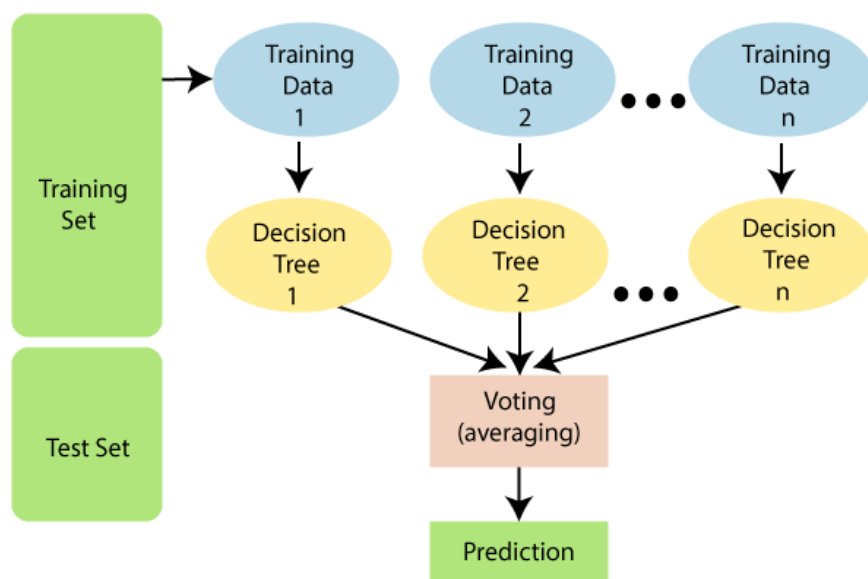 Training
Set
Test Set
Training
Data
1
Training
Data
2
Training
Data
n
Decision
Tree
1
Decision
Tree
2
Decision
Tree
n
Voting
(averaging)
Prediction